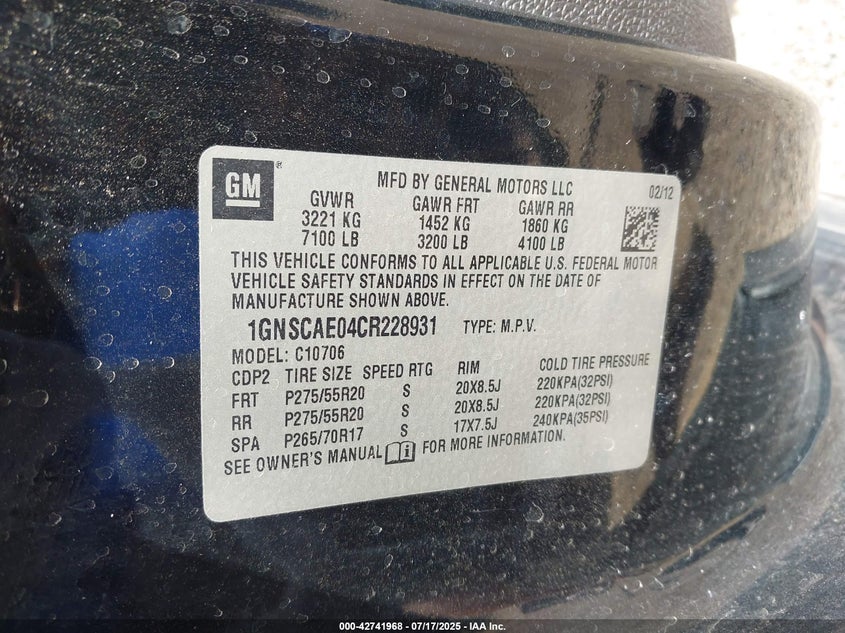 GM ®
MFD BY GENERAL MOTORS LLC 02/12
GVWR GAWR FRT GAWR RR
3221 KG 1452 KG 1860 KG
7100 LB 3200 LB 4100 LB
THIS VEHICLE CONFORMS TO ALL APPLICABLE U.S. FEDERAL MOTOR
VEHICLE SAFETY STANDARDS IN EFFECT ON THE DATE OF
MANUFACTURE SHOWN ABOVE.
1GNSCAE04CR228931 TYPE: M.P.V.
MODEL: C10706
CDP2 TIRE SIZE SPEED RTG RIM COLD TIRE PRESSURE
FRT P275/55R20 S 20X8.5J 220KPA(32PSI)
RR P275/55R20 S 20X8.5J 220KPA(32PSI)
SPA P265/70R17 S 17X7.5J 240KPA(35PSI)
SEE OWNER'S MANUAL FOR MORE INFORMATION.
000-42741968 - 07/17/2025 - IAA Inc.